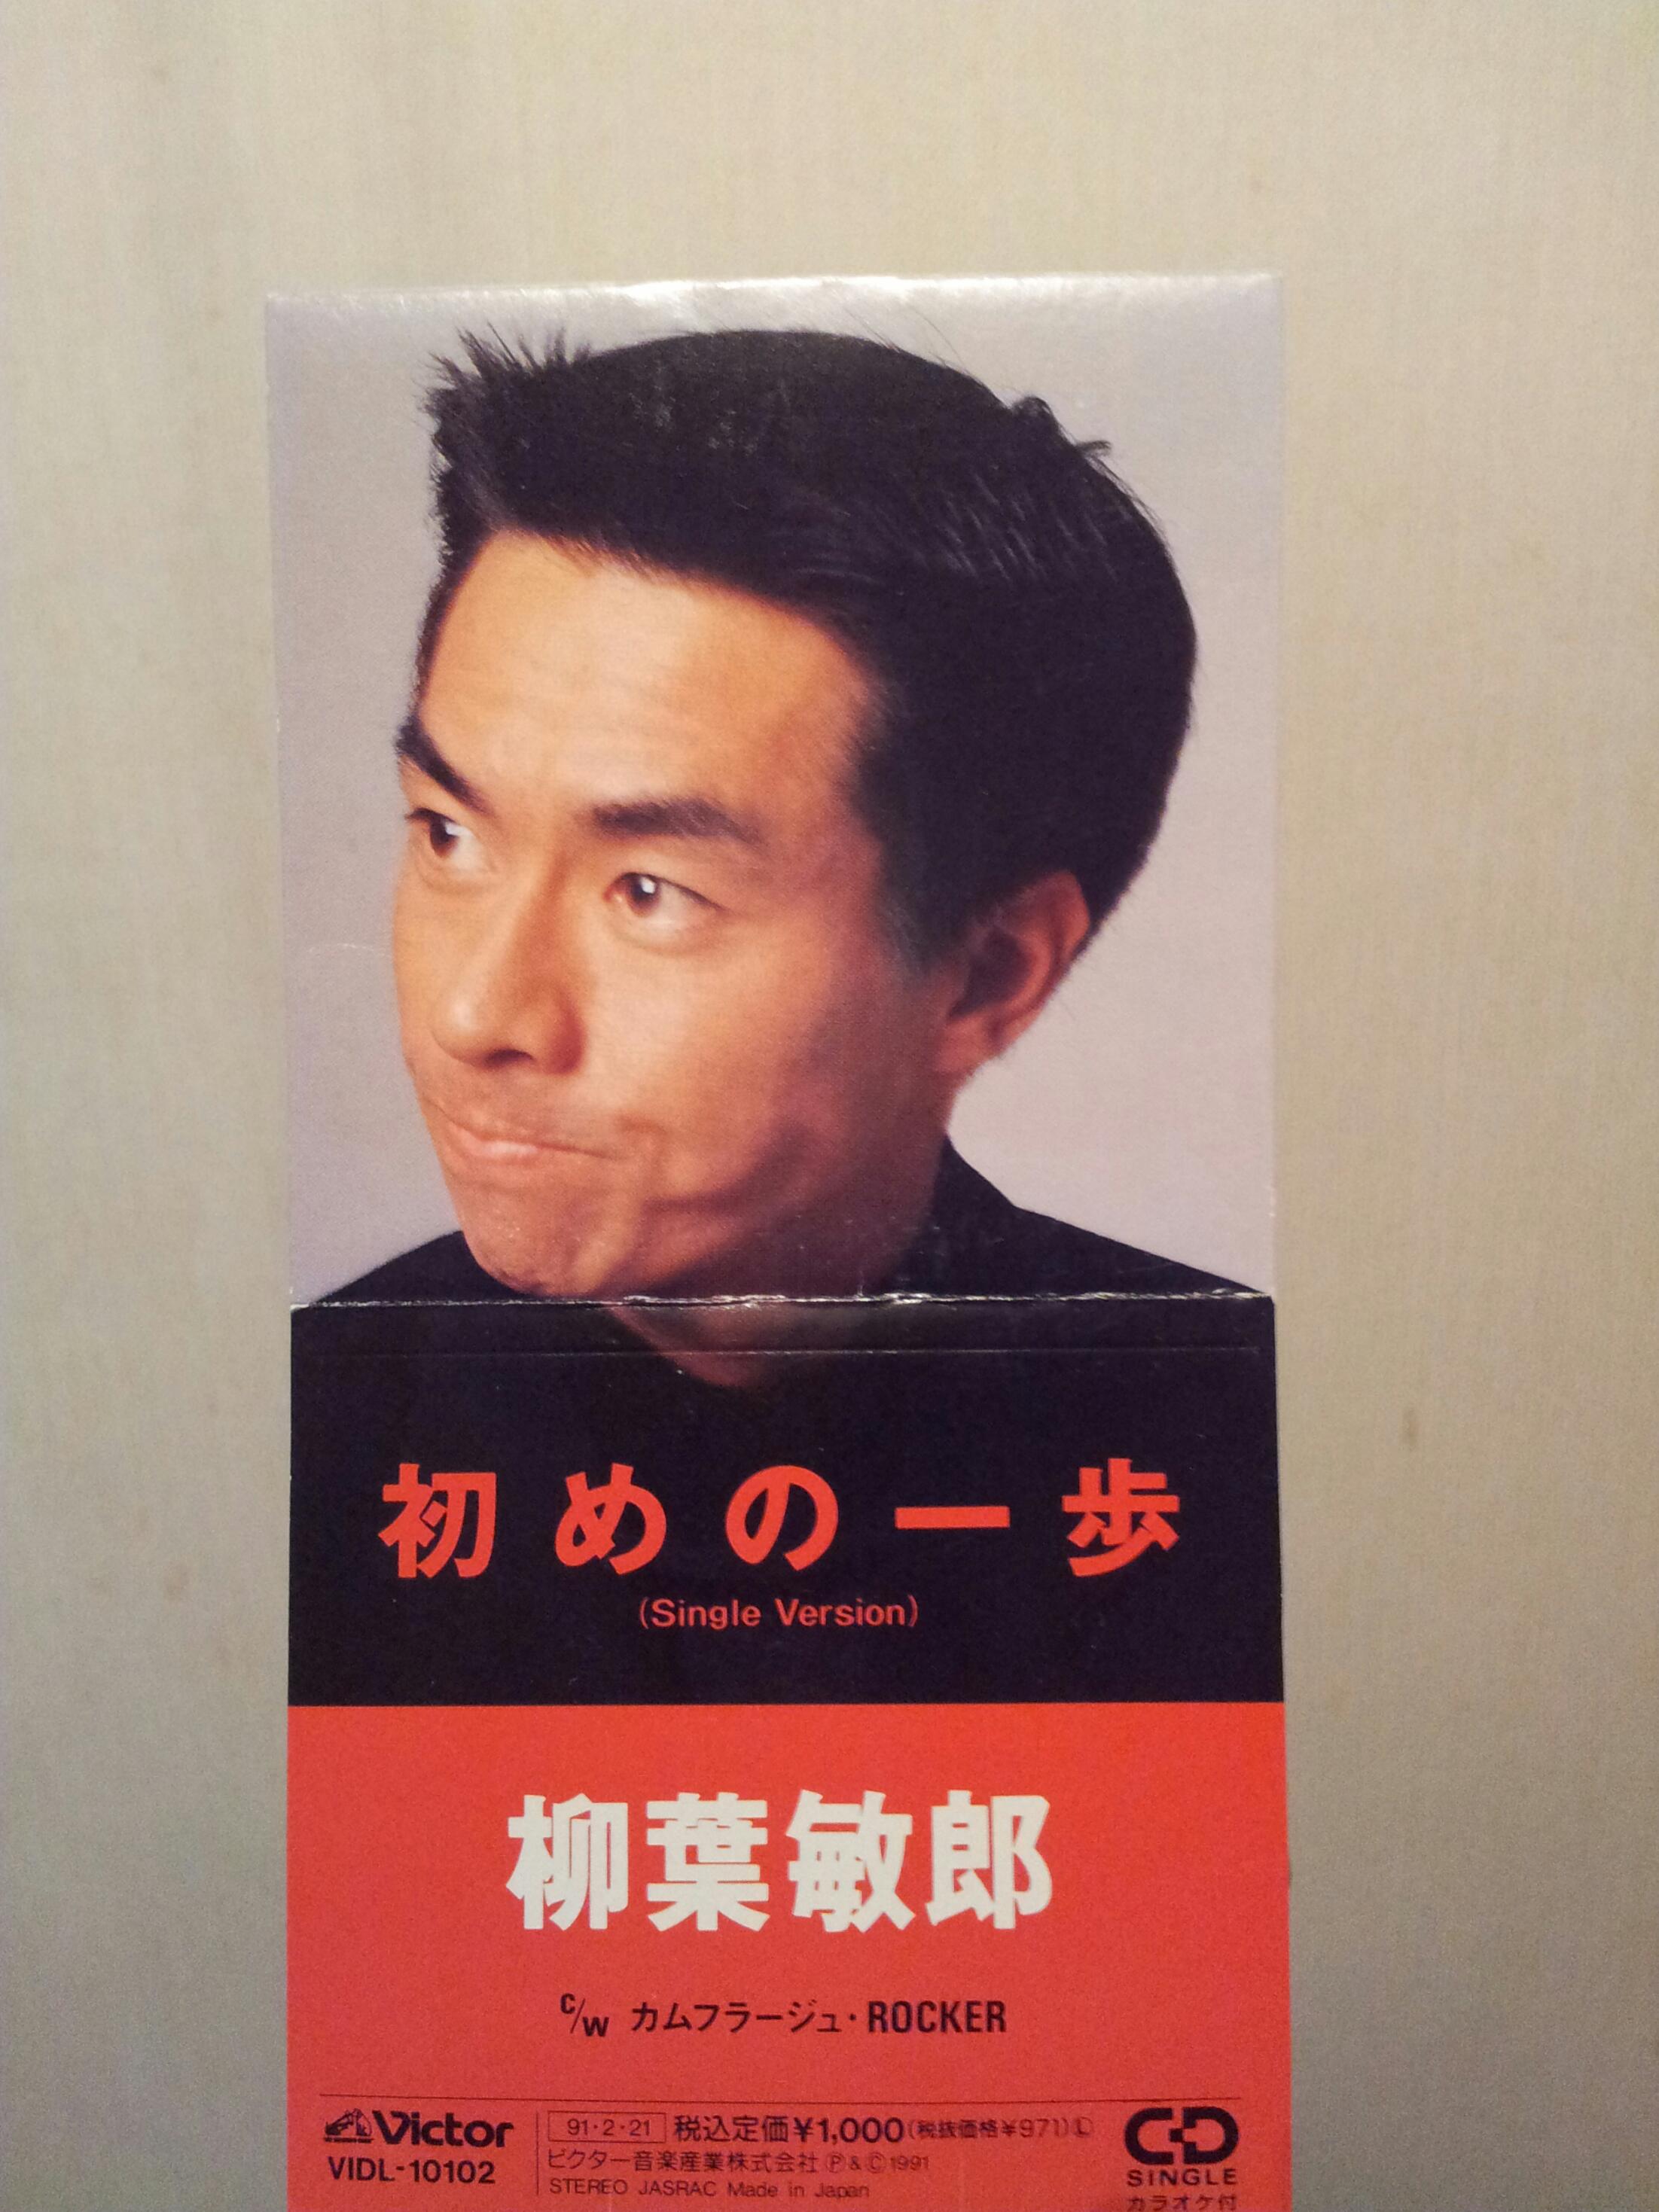 初めの一歩
(Single Version)
柳葉敏郎
c/w カムフラージュ・ROCKER
Victor
VIDL-10102
91・2・21 税込定価¥1,000(税抜価格¥971)Ⓛ
ビクター音楽産業株式会社 Ⓟ&Ⓒ1991
STEREO JASRAC Made in Japan
CD
SINGLE
カラオケ付